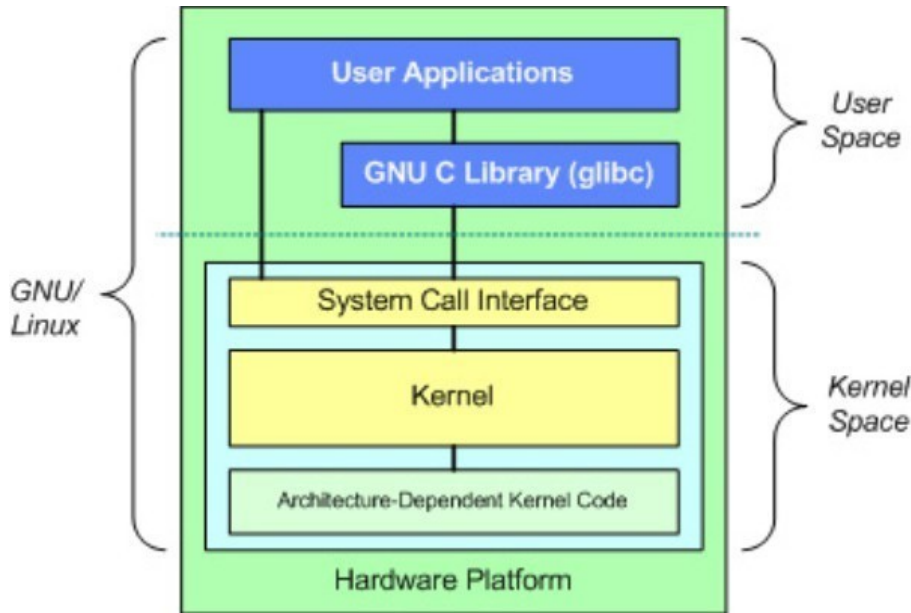 User Applications
User
Space
GNU C Library (glibc)
GNU/
Linux
System Call Interface
Kernel
Kernel
Space
Architecture-Dependent Kernel Code
Hardware Platform